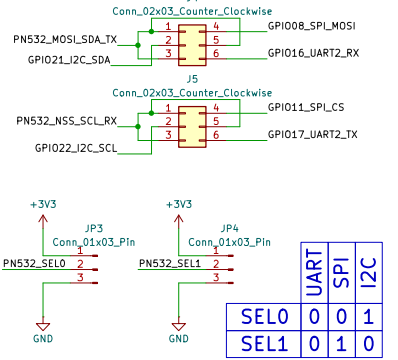 Conn_02x03_Counter_Clockwise
PN532_MOSI_SDA_TX
GPIO21_I2C_SDA
1
2
3
4
5
6
GPIO08_SPI_MOSI
GPIO16_UART2_RX
J5
Conn_02x03_Counter_Clockwise
PN532_NSS_SCL_RX
GPIO22_I2C_SCL
1
2
3
4
5
6
GPIO11_SPI_CS
GPIO17_UART2_TX
+3V3
JP3
Conn_01x03_Pin
PN532_SEL0
1
2
3
GND
+3V3
JP4
Conn_01x03_Pin
PN532_SEL1
1
2
3
GND
UART SPI I2C
SEL0 0 0 1
SEL1 0 1 0